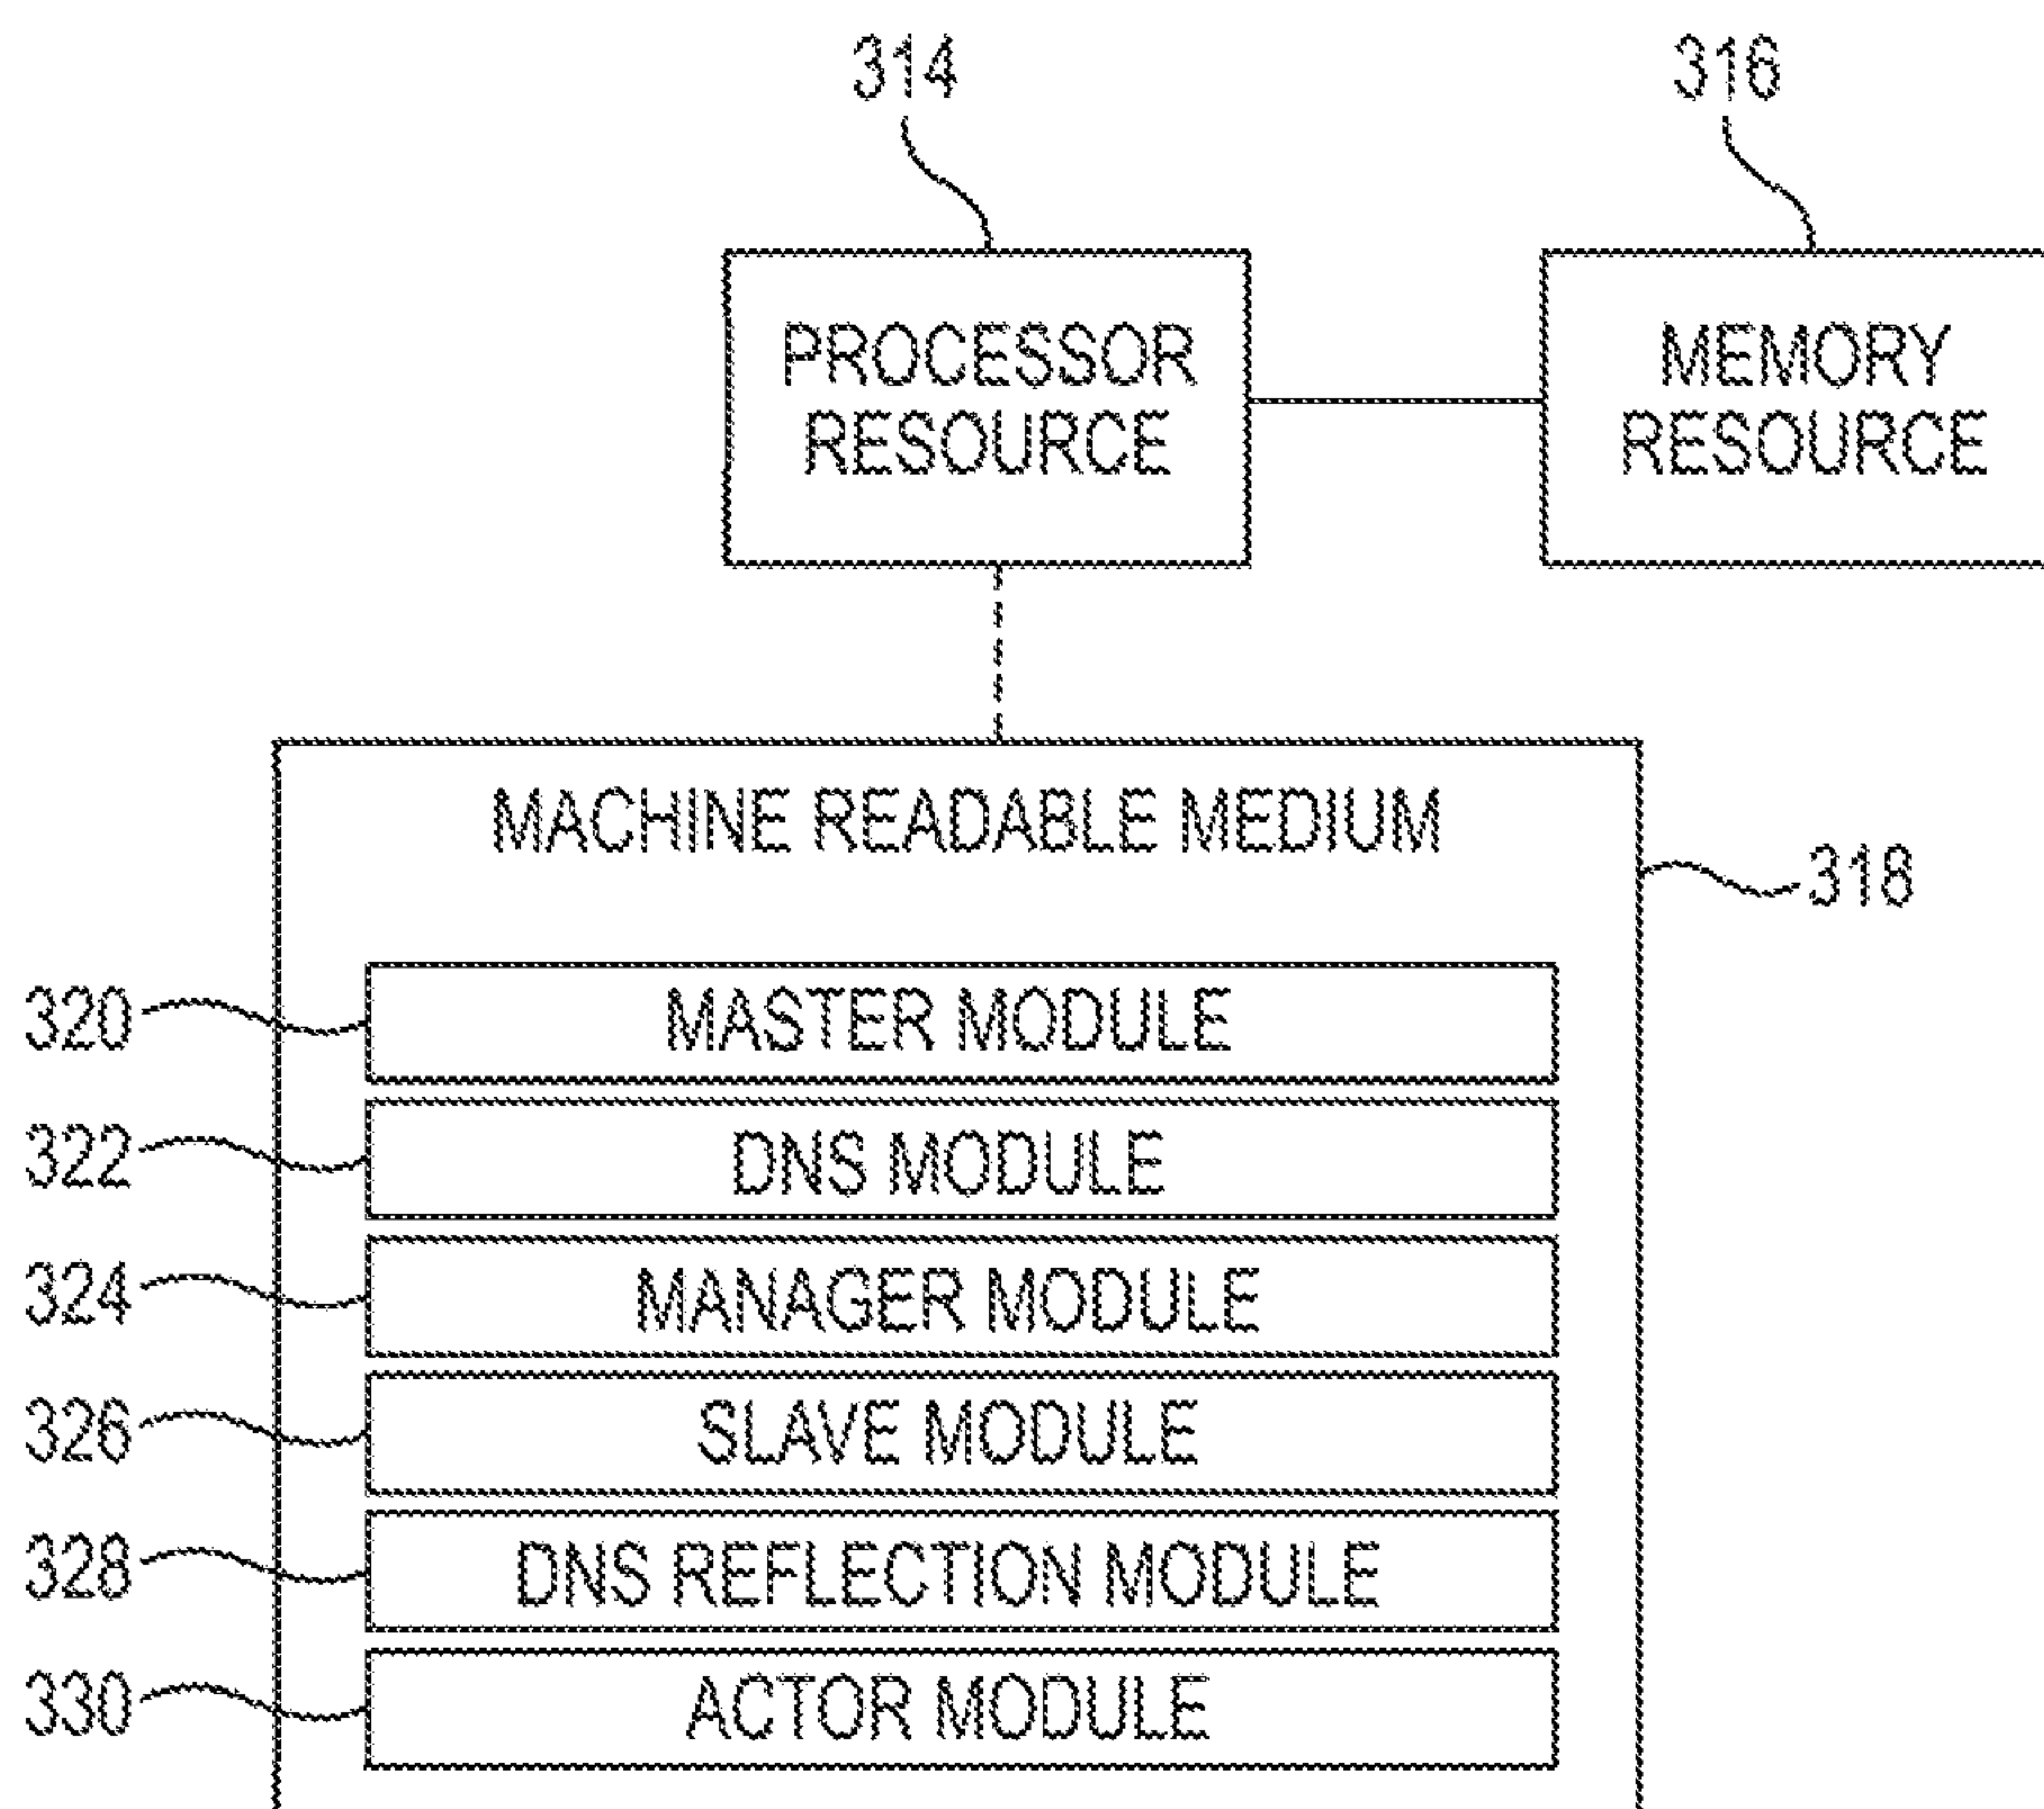 314
316
PROCESSOR
RESOURCE
MEMORY
RESOURCE
MACHINE READABLE MEDIUM
318
320
MASTER MODULE
322
DNS MODULE
324
MANAGER MODULE
326
SLAVE MODULE
328
DNS REFLECTION MODULE
330
ACTOR MODULE